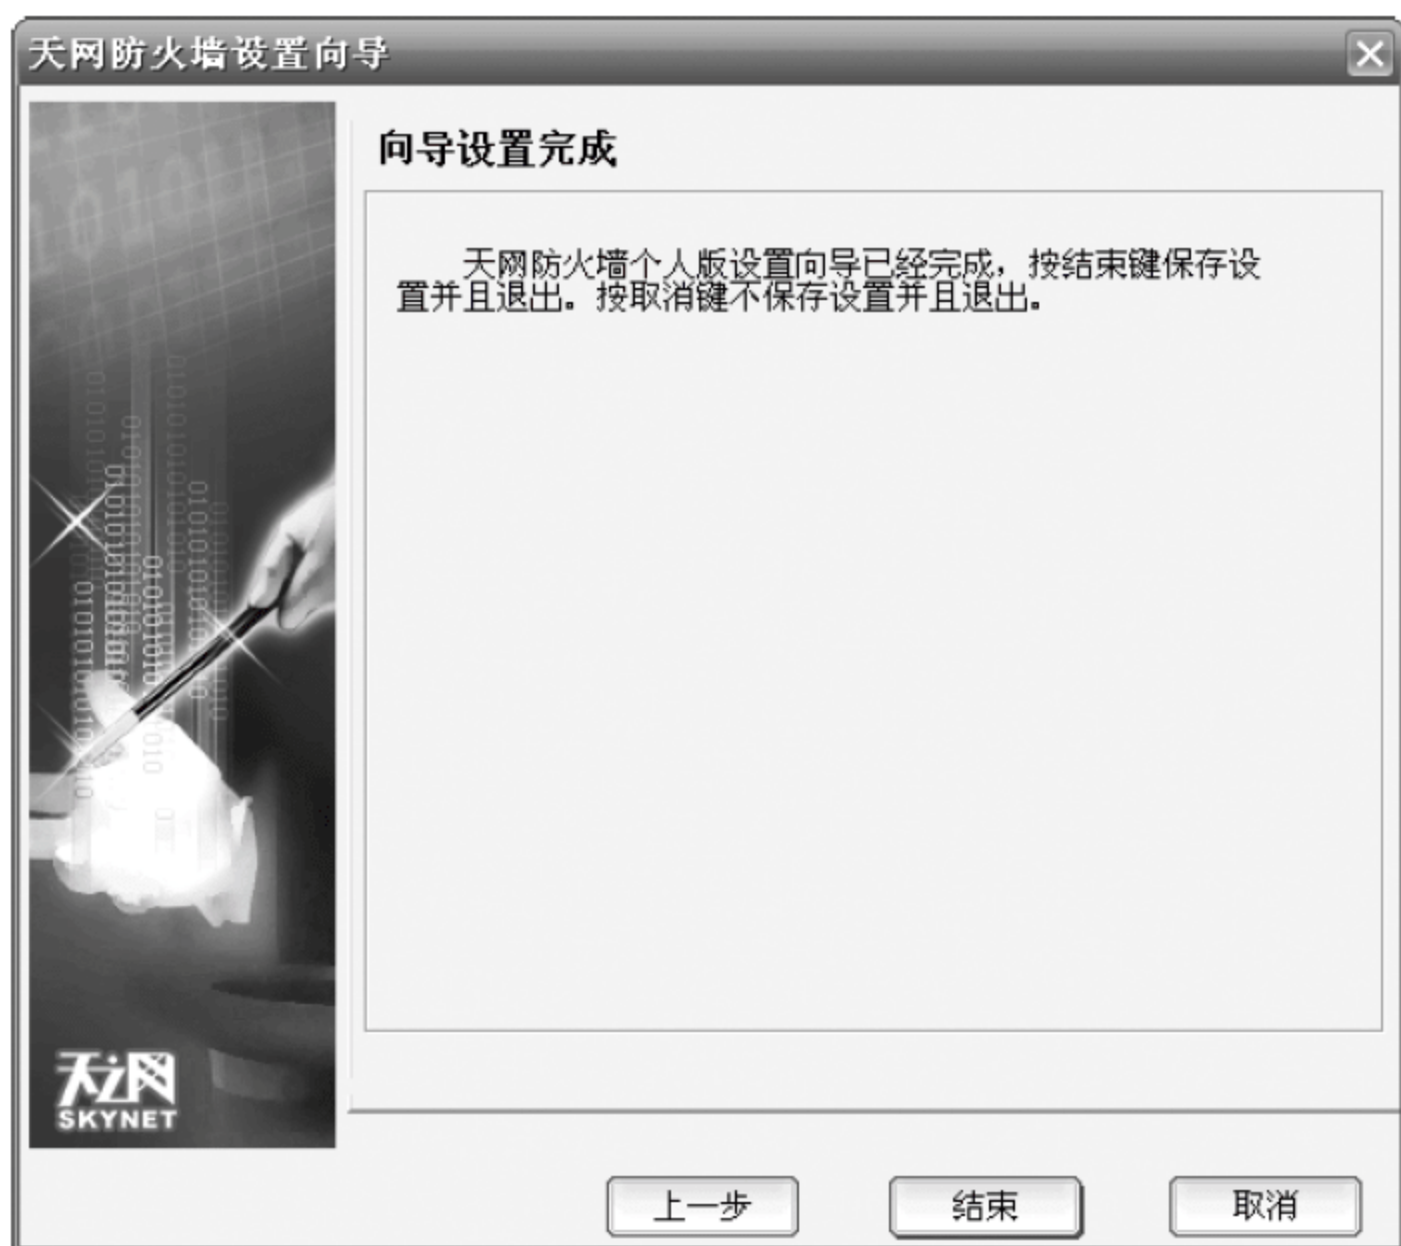 天网防火墙设置向导
向导设置完成
天网防火墙个人版设置向导已经完成，按结束键保存设
置并且退出。按取消键不保存设置并且退出。
天之网
SKYNET
上一步
结束
取消